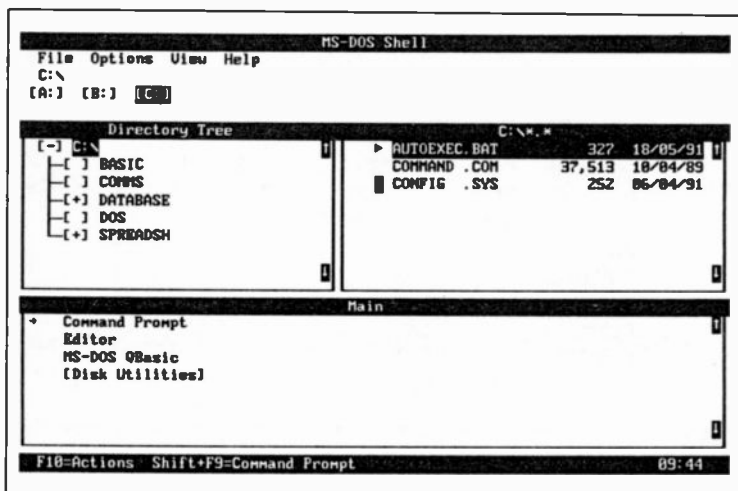 MS-DOS Shell
File Options View Help
C:\
[A:] [B:] [C:]
Directory Tree
[-] C:\
[ ] BASIC
[ ] COMMS
[+] DATABASE
[ ] DOS
[+] SPREADSH
C:\*.*
AUTOEXEC.BAT 327 18/05/91
COMMAND .COM 37,513 10/04/89
CONFIG .SYS 252 06/04/91
Main
Command Prompt
Editor
MS-DOS QBasic
[Disk Utilities]
F10=Actions Shift+F9=Command Prompt 09:44